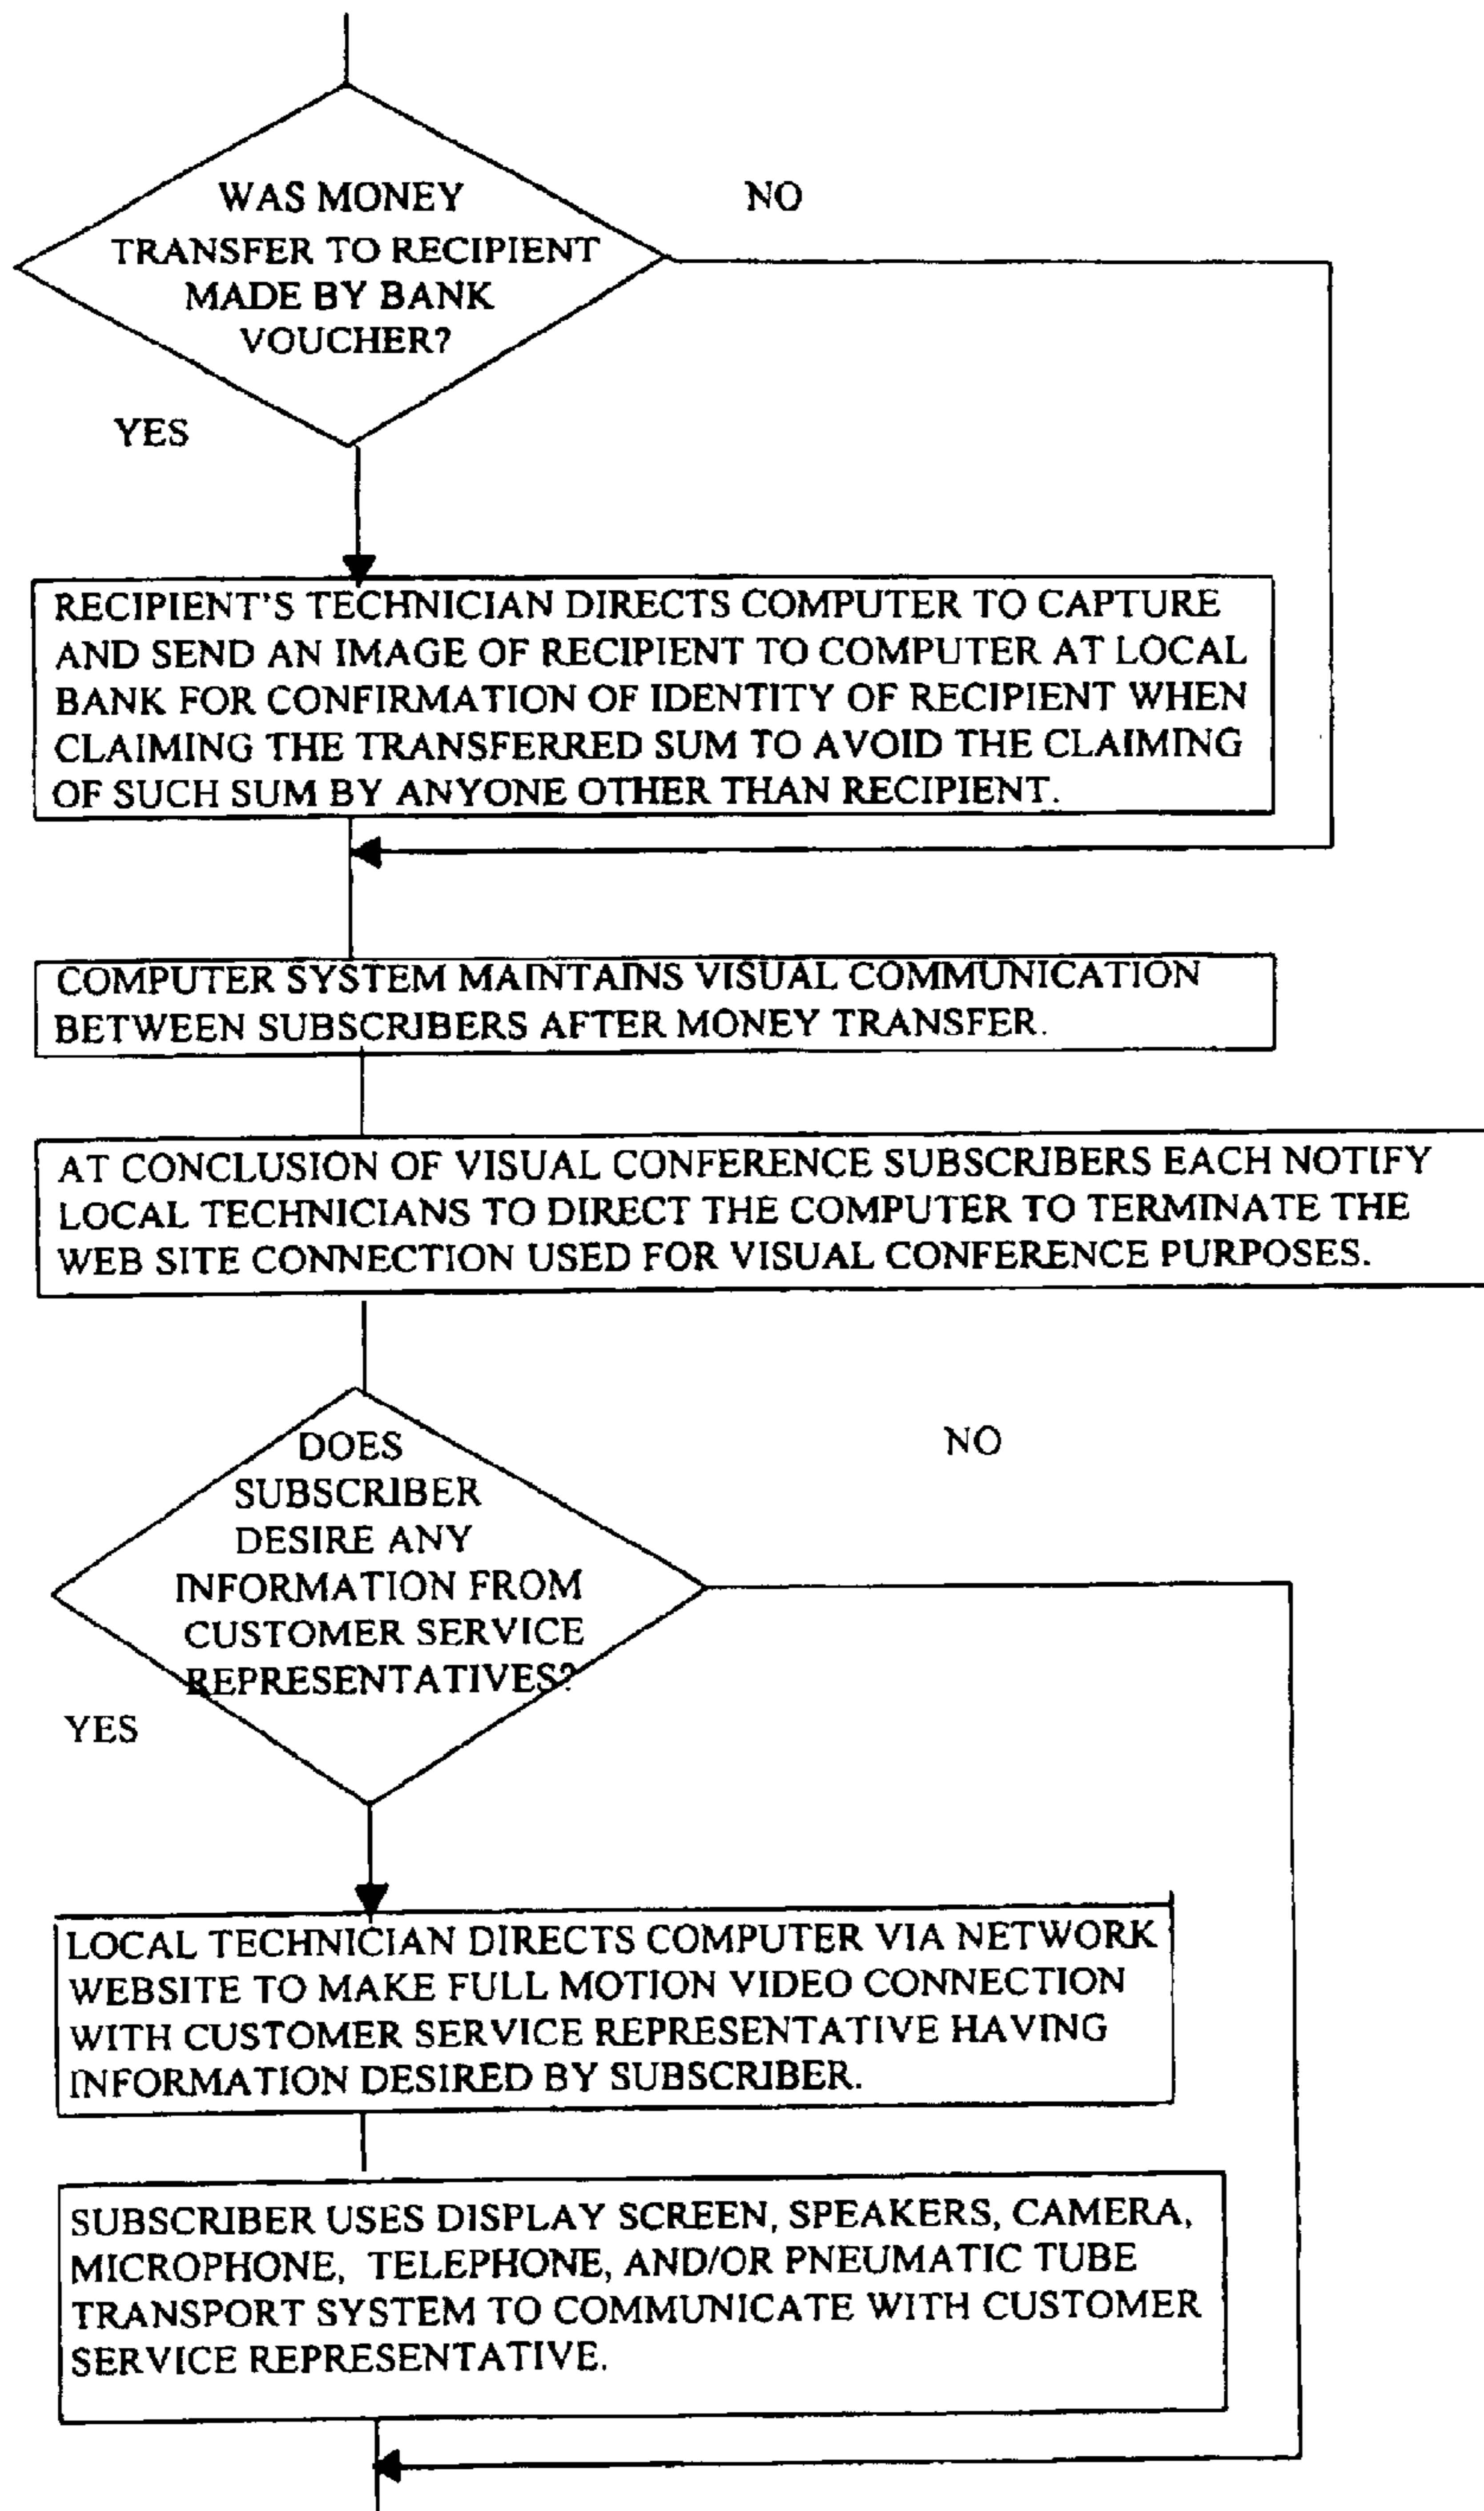 WAS MONEY
NO
TRANSFER TO RECIPIENT
MADE BY BANK
VOUCHER?
YES
RECIPIENT'S TECHNICIAN DIRECTS COMPUTER TO CAPTURE
AND SEND AN IMAGE OF RECIPIENT TO COMPUTER AT LOCAL
BANK FOR CONFIRMATION OF IDENTITY OF RECIPIENT WHEN
CLAIMING THE TRANSFERRED SUM TO AVOID THE CLAIMING
OF SUCH SUM BY ANYONE OTHER THAN RECIPIENT.
COMPUTER SYSTEM MAINTAINS VISUAL COMMUNICATION
BETWEEN SUBSCRIBERS AFTER MONEY TRANSFER.
AT CONCLUSION OF VISUAL CONFERENCE SUBSCRIBERS EACH NOTIFY
LOCAL TECHNICIANS TO DIRECT THE COMPUTER TO TERMINATE THE
WEB SITE CONNECTION USED FOR VISUAL CONFERENCE PURPOSES.
DOES
NO
SUBSCRIBER
DESIRE ANY
INFORMATION FROM
CUSTOMER SERVICE
REPRESENTATIVES?
YES
LOCAL TECHNICIAN DIRECTS COMPUTER VIA NETWORK
WEBSITE TO MAKE FULL MOTION VIDEO CONNECTION
WITH CUSTOMER SERVICE REPRESENTATIVE HAVING
INFORMATION DESIRED BY SUBSCRIBER.
SUBSCRIBER USES DISPLAY SCREEN, SPEAKERS, CAMERA,
MICROPHONE, TELEPHONE, AND/OR PNEUMATIC TUBE
TRANSPORT SYSTEM TO COMMUNICATE WITH CUSTOMER
SERVICE REPRESENTATIVE.